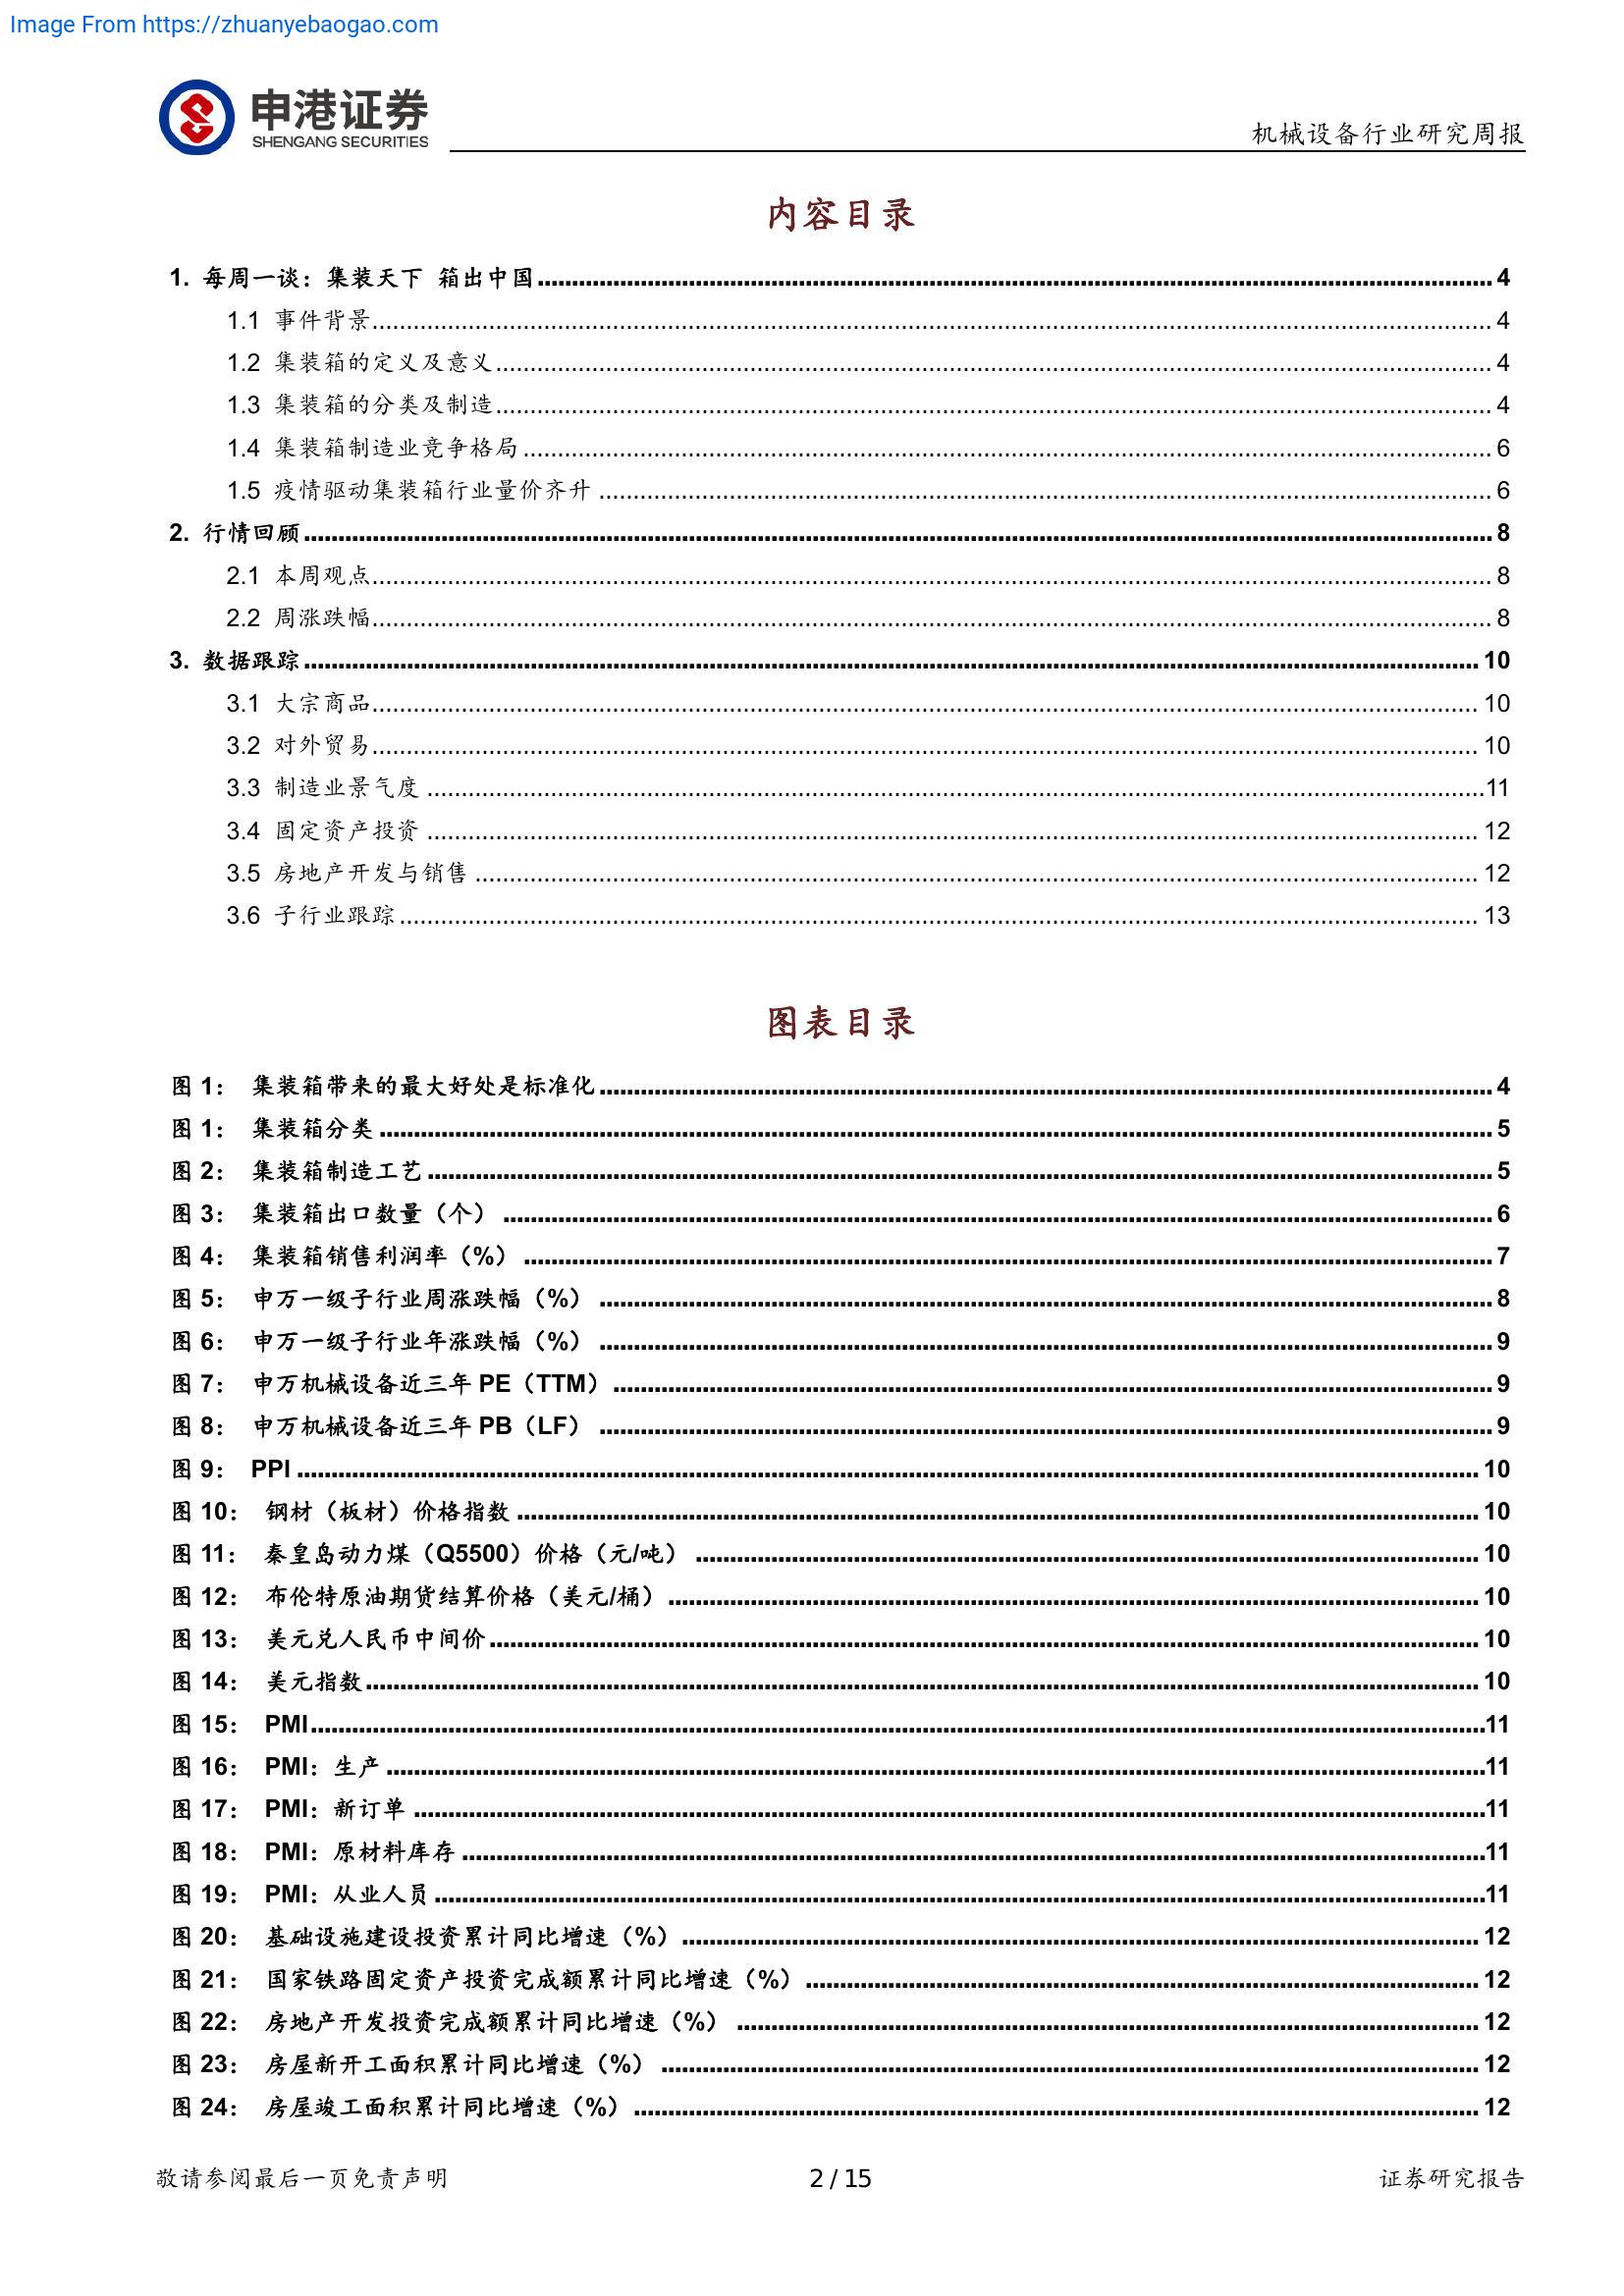 Image From https://zhuanyebaogao.com
申港证券
SHENGANG SECURITIES
机械设备行业研究周报
内容目录
1. 每周一谈：集装天下 箱出中国 4
1.1 事件背景 4
1.2 集装箱的定义及意义 4
1.3 集装箱的分类及制造 4
1.4 集装箱制造业竞争格局 6
1.5 疫情驱动集装箱行业量价齐升 6
2. 行情回顾 8
2.1 本周观点 8
2.2 周涨跌幅 8
3. 数据跟踪 10
3.1 大宗商品 10
3.2 对外贸易 10
3.3 制造业景气度 11
3.4 固定资产投资 12
3.5 房地产开发与销售 12
3.6 子行业跟踪 13
图表目录
图 1： 集装箱带来的最大好处是标准化 4
图 1： 集装箱分类 5
图 2： 集装箱制造工艺 5
图 3： 集装箱出口数量（个） 6
图 4： 集装箱销售利润率（%） 7
图 5： 申万一级子行业周涨跌幅（%） 8
图 6： 申万一级子行业年涨跌幅（%） 9
图 7： 申万机械设备近三年 PE（TTM） 9
图 8： 申万机械设备近三年 PB（LF） 9
图 9： PPI 10
图 10： 钢材（板材）价格指数 10
图 11： 秦皇岛动力煤（Q5500）价格（元/吨） 10
图 12： 布伦特原油期货结算价格（美元/桶） 10
图 13： 美元兑人民币中间价 10
图 14： 美元指数 10
图 15： PMI 11
图 16： PMI：生产 11
图 17： PMI：新订单 11
图 18： PMI：原材料库存 11
图 19： PMI：从业人员 11
图 20： 基础设施建设投资累计同比增速（%） 12
图 21： 国家铁路固定资产投资完成额累计同比增速（%） 12
图 22： 房地产开发投资完成额累计同比增速（%） 12
图 23： 房屋新开工面积累计同比增速（%） 12
图 24： 房屋竣工面积累计同比增速（%） 12
敬请参阅最后一页免责声明
2 / 15
证券研究报告